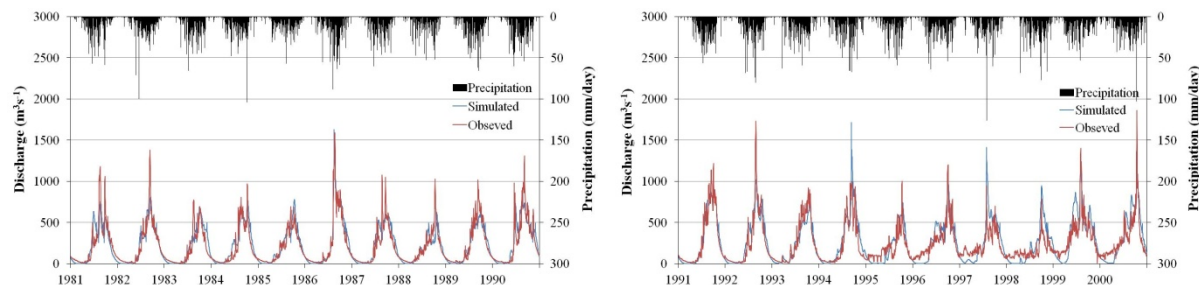 3000
2500
2000
1500
1000
500
0
Discharge (m³s⁻¹)
0
50
100
150
200
250
300
Precipitation (mm/day)
Precipitation
Simulated
Obseved
1981 1982 1983 1984 1985 1986 1987 1988 1989 1990
3000
2500
2000
1500
1000
500
0
Discharge (m³s⁻¹)
0
50
100
150
200
250
300
Precipitation (mm/day)
Precipitation
Simulated
Obseved
1991 1992 1993 1994 1995 1996 1997 1998 1999 2000